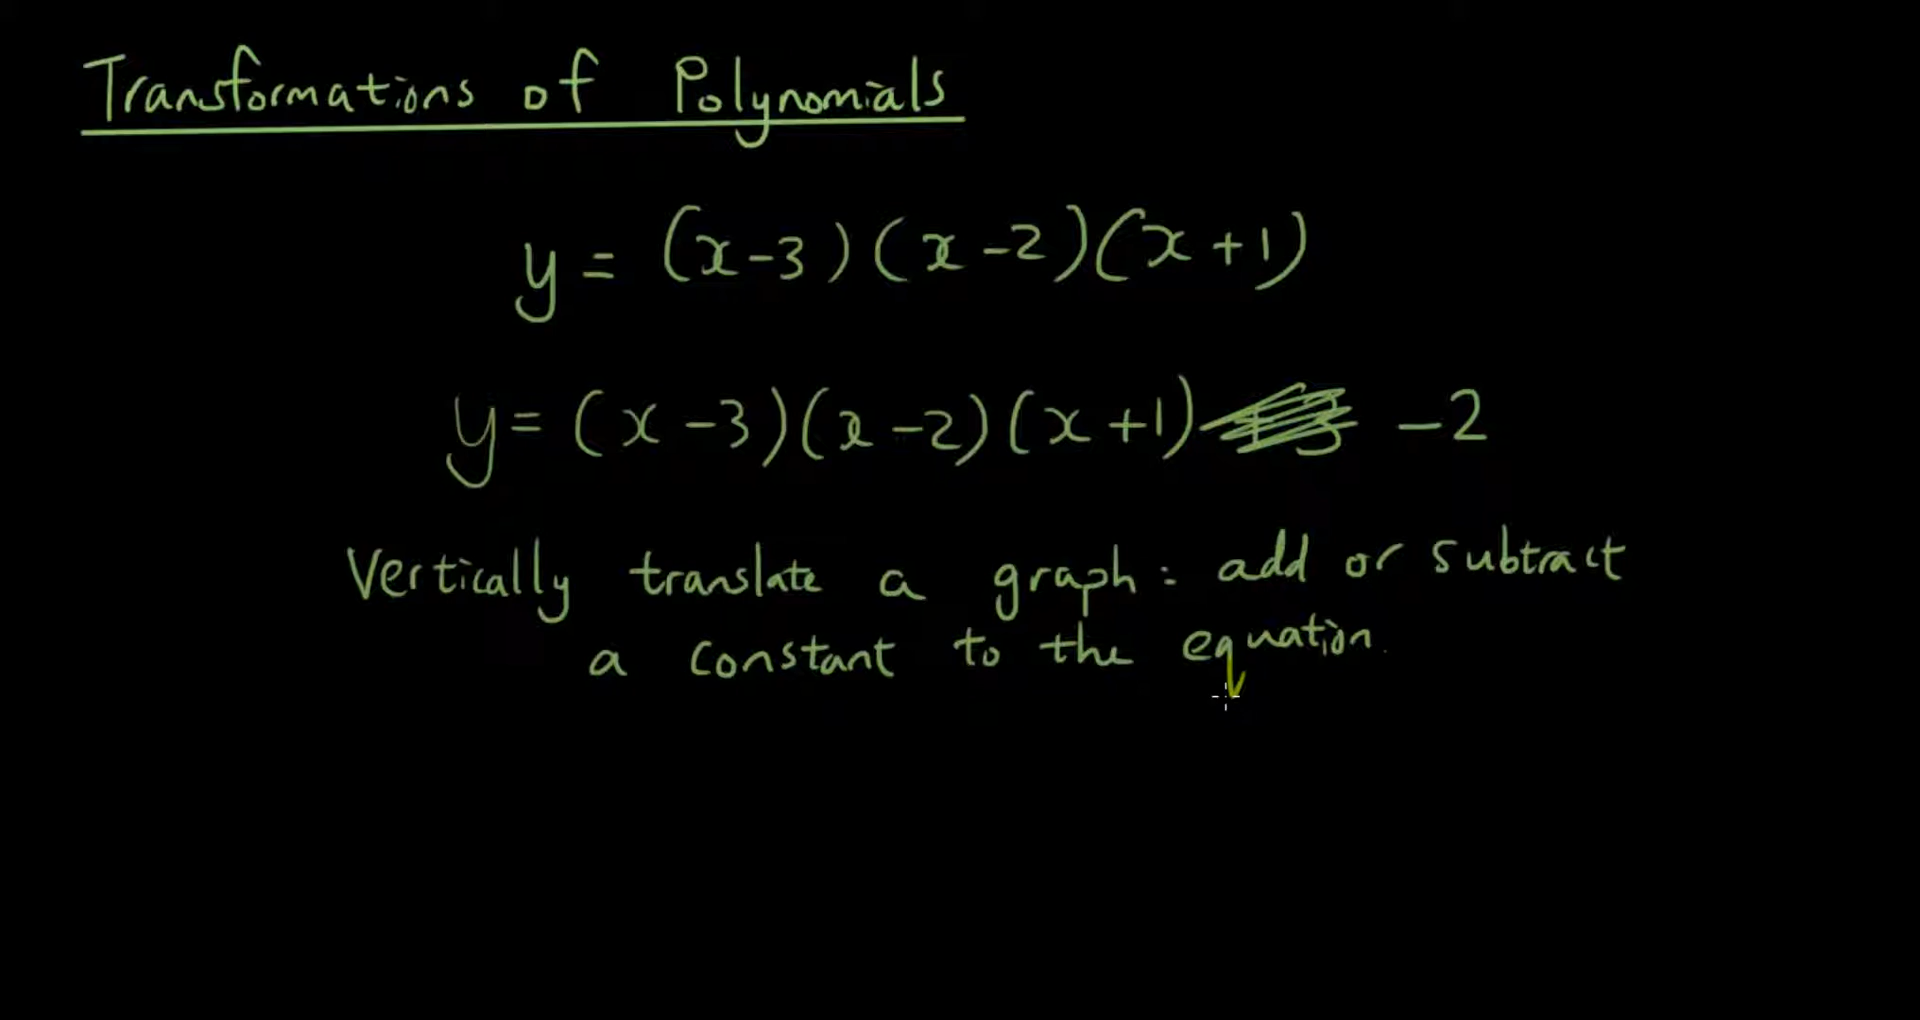 Transformations of Polynomials
y = (x-3)(x-2)(x+1)
y = (x-3)(x-2)(x+1) -2
Vertically translate a graph: add or subtract
a constant to the equation.